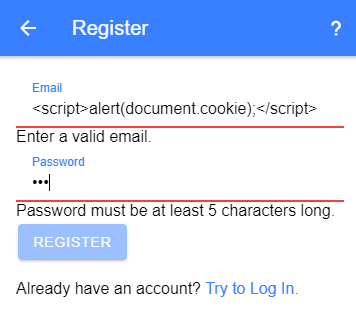 Register ?
Email
<script>alert(document.cookie);</script>
Enter a valid email.
Password
•••
Password must be at least 5 characters long.
REGISTER
Already have an account? Try to Log In.